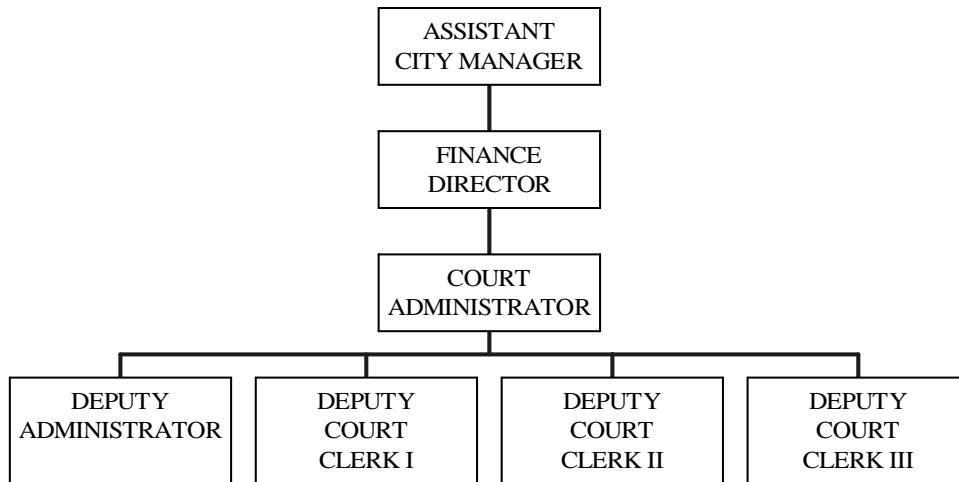 ASSISTANT
CITY MANAGER
FINANCE
DIRECTOR
COURT
ADMINISTRATOR
DEPUTY
ADMINISTRATOR
DEPUTY
COURT
CLERK I
DEPUTY
COURT
CLERK II
DEPUTY
COURT
CLERK III